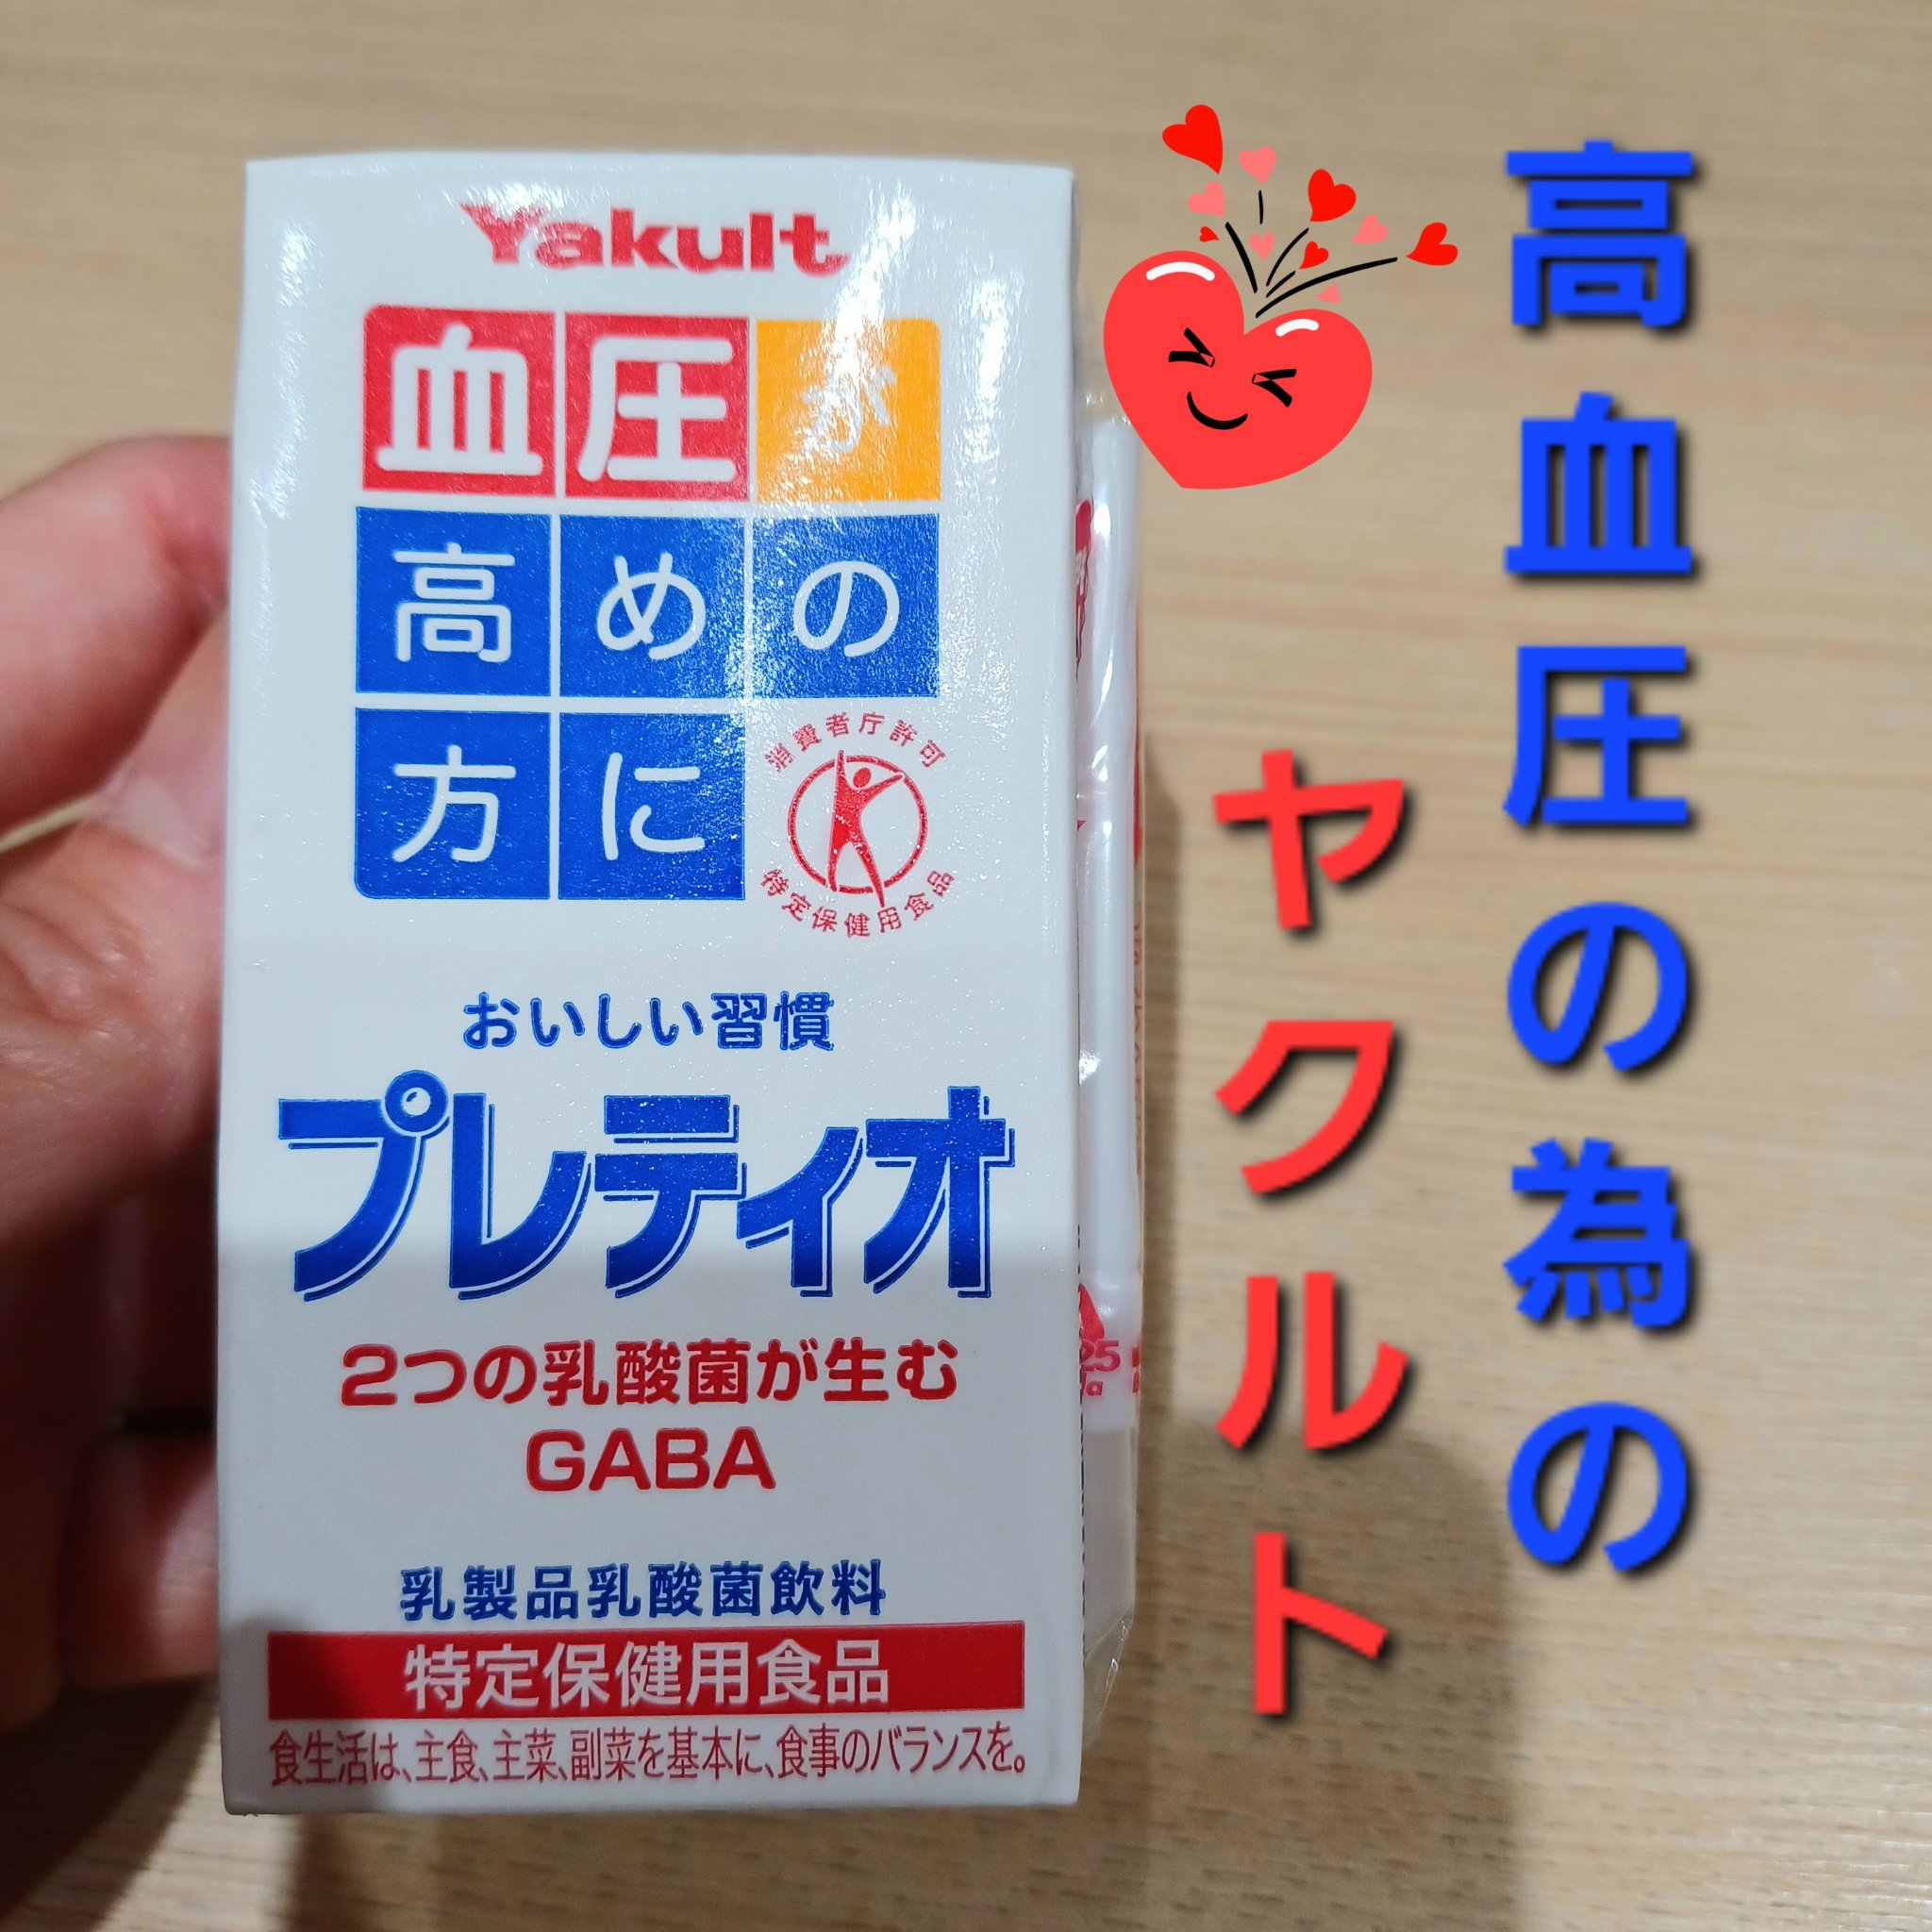 Yakult
血圧が
高めの
方に
消費者庁許可
特定保健用食品
おいしい習慣
プレティオ
2つの乳酸菌が生む
GABA
乳製品乳酸菌飲料
特定保健用食品
食生活は、主食、主菜、副菜を基本に、食事のバランスを。
高血圧の為の
ヤクルト